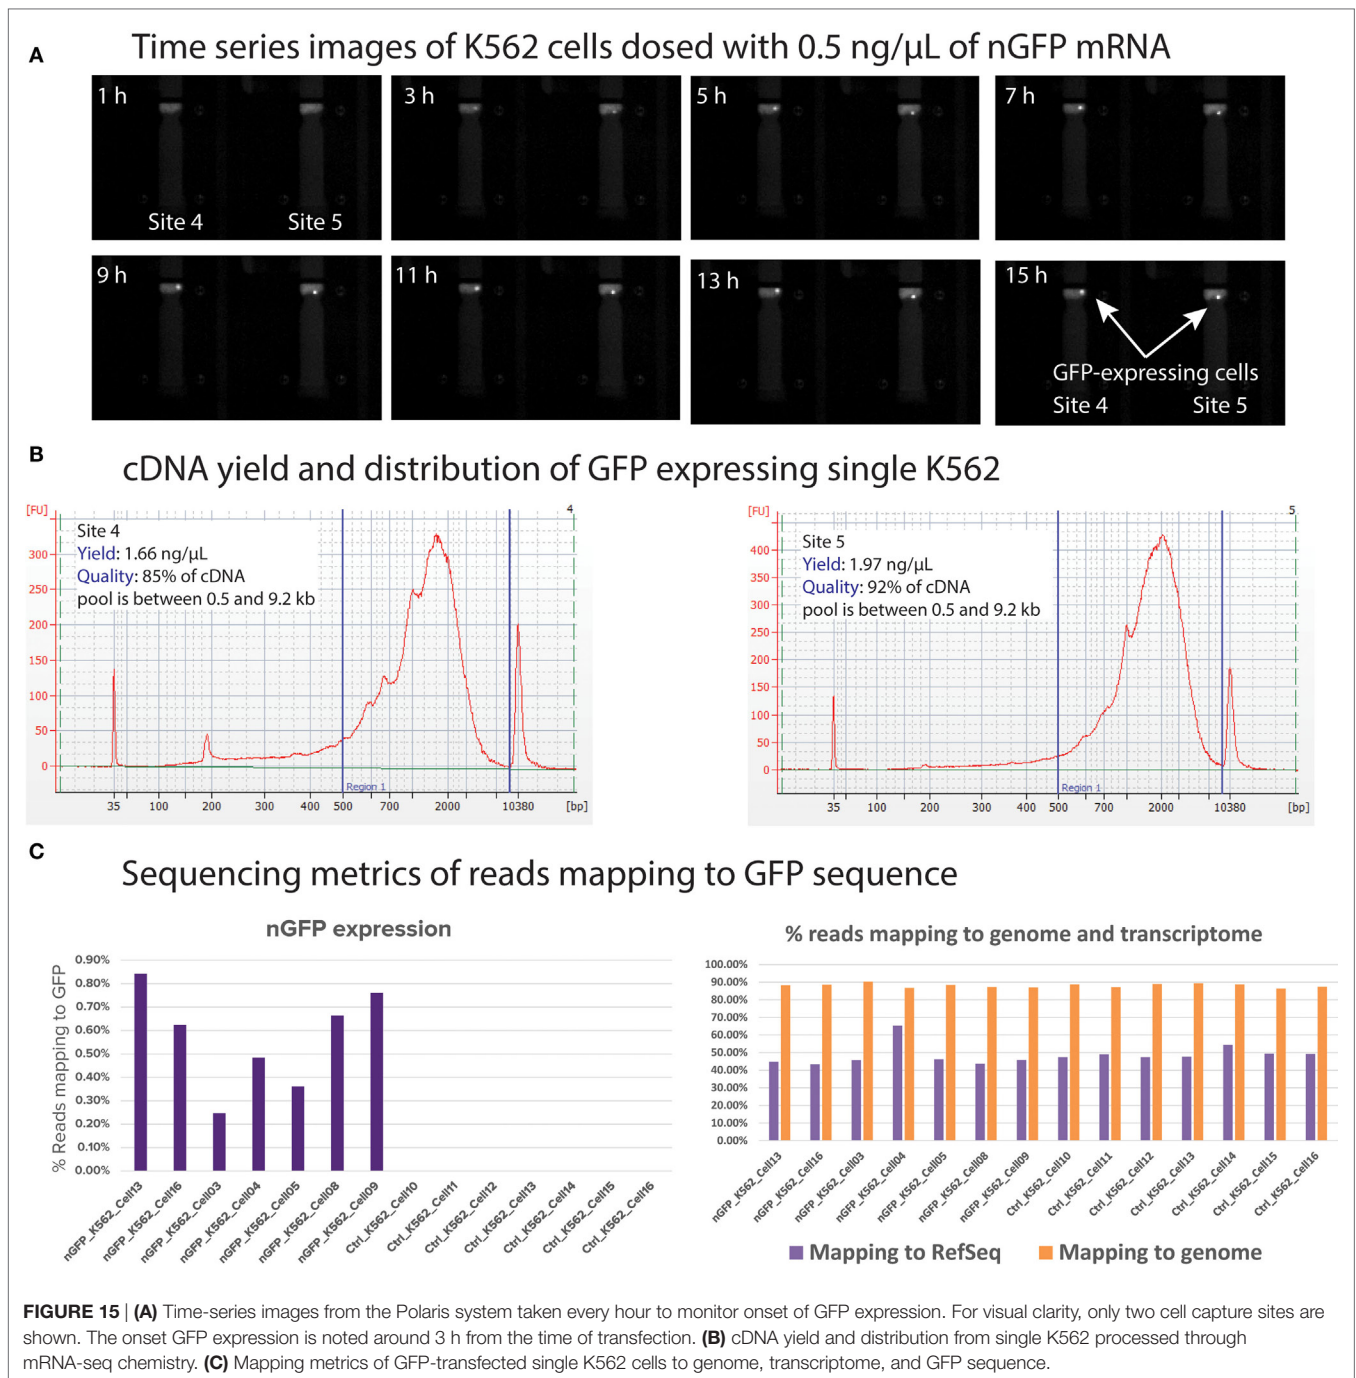 A
Time series images of K562 cells dosed with 0.5 ng/µL of nGFP mRNA
1 h
3 h
5 h
7 h
Site 4
Site 5
9 h
11 h
13 h
15 h
GFP-expressing cells
Site 4
Site 5
B
cDNA yield and distribution of GFP expressing single K562
[FU]
4
Site 4
Yield: 1.66 ng/µL
Quality: 85% of cDNA
pool is between 0.5 and 9.2 kb
300
250
200
150
100
50
0
Region 1
35 100 200 300 400 500 700 2000 10380 [bp]
[FU]
5
Site 5
Yield: 1.97 ng/µL
Quality: 92% of cDNA
pool is between 0.5 and 9.2 kb
400
350
300
250
200
150
100
50
0
Region 1
35 100 200 300 400 500 700 2000 10380 [bp]
C
Sequencing metrics of reads mapping to GFP sequence
nGFP expression
% Reads mapping to GFP
0.90%
0.80%
0.70%
0.60%
0.50%
0.40%
0.30%
0.20%
0.10%
0.00%
nGFP_K562_Cell13
nGFP_K562_Cell16
nGFP_K562_Cell03
nGFP_K562_Cell04
nGFP_K562_Cell05
nGFP_K562_Cell08
nGFP_K562_Cell09
Ctrl_K562_Cell10
Ctrl_K562_Cell11
Ctrl_K562_Cell12
Ctrl_K562_Cell13
Ctrl_K562_Cell14
Ctrl_K562_Cell15
Ctrl_K562_Cell16
% reads mapping to genome and transcriptome
100.00%
90.00%
80.00%
70.00%
60.00%
50.00%
40.00%
30.00%
20.00%
10.00%
0.00%
nGFP_K562_Cell13
nGFP_K562_Cell16
nGFP_K562_Cell03
nGFP_K562_Cell04
nGFP_K562_Cell05
nGFP_K562_Cell08
nGFP_K562_Cell09
Ctrl_K562_Cell10
Ctrl_K562_Cell11
Ctrl_K562_Cell12
Ctrl_K562_Cell13
Ctrl_K562_Cell14
Ctrl_K562_Cell15
Ctrl_K562_Cell16
Mapping to RefSeq
Mapping to genome
FIGURE 15 | (A) Time-series images from the Polaris system taken every hour to monitor onset of GFP expression. For visual clarity, only two cell capture sites are
shown. The onset GFP expression is noted around 3 h from the time of transfection. (B) cDNA yield and distribution from single K562 processed through
mRNA-seq chemistry. (C) Mapping metrics of GFP-transfected single K562 cells to genome, transcriptome, and GFP sequence.